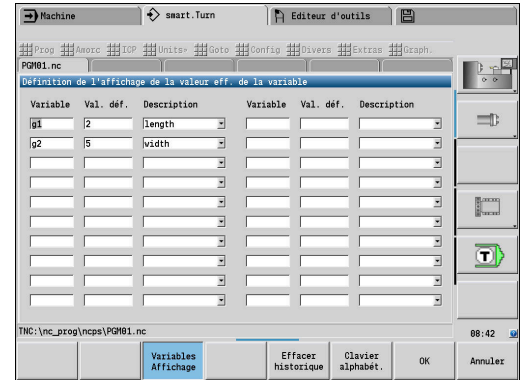 Machine
smart.Turn
Editeur d'outils
Prog Amorc ICP Units» Goto Config Divers Extras Graph.
PGM01.nc
Définition de l'affichage de la valeur eff. de la variable
Variable Val. déf. Description Variable Val. déf. Description
g1 2 length
g2 5 width
T
TNC:\nc_prog\ncps\PGM01.nc
08:42
Variables Affichage
Effacer historique
Clavier alphabét.
OK
Annuler